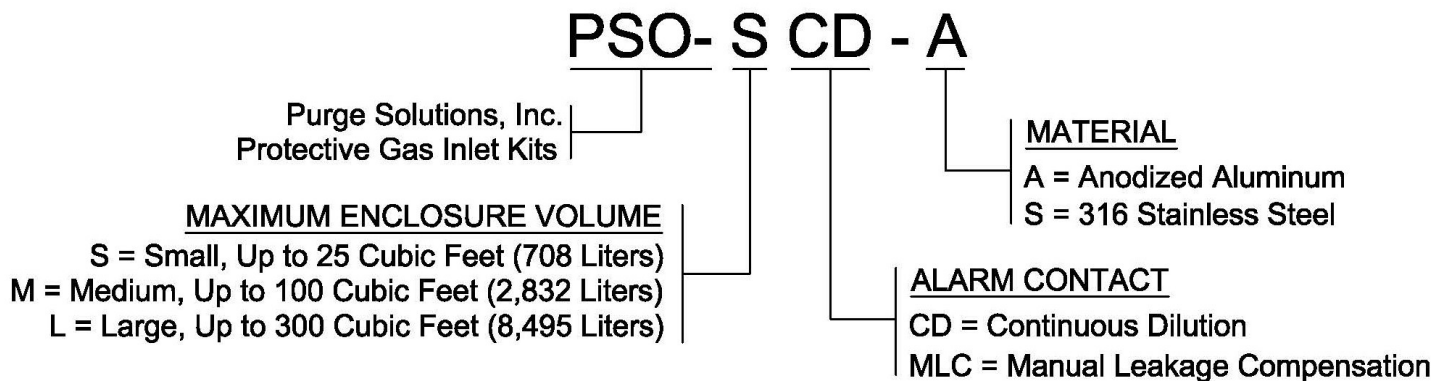 PSO- S CD - A
Purge Solutions, Inc.
Protective Gas Inlet Kits
MAXIMUM ENCLOSURE VOLUME
S = Small, Up to 25 Cubic Feet (708 Liters)
M = Medium, Up to 100 Cubic Feet (2,832 Liters)
L = Large, Up to 300 Cubic Feet (8,495 Liters)
MATERIAL
A = Anodized Aluminum
S = 316 Stainless Steel
ALARM CONTACT
CD = Continuous Dilution
MLC = Manual Leakage Compensation